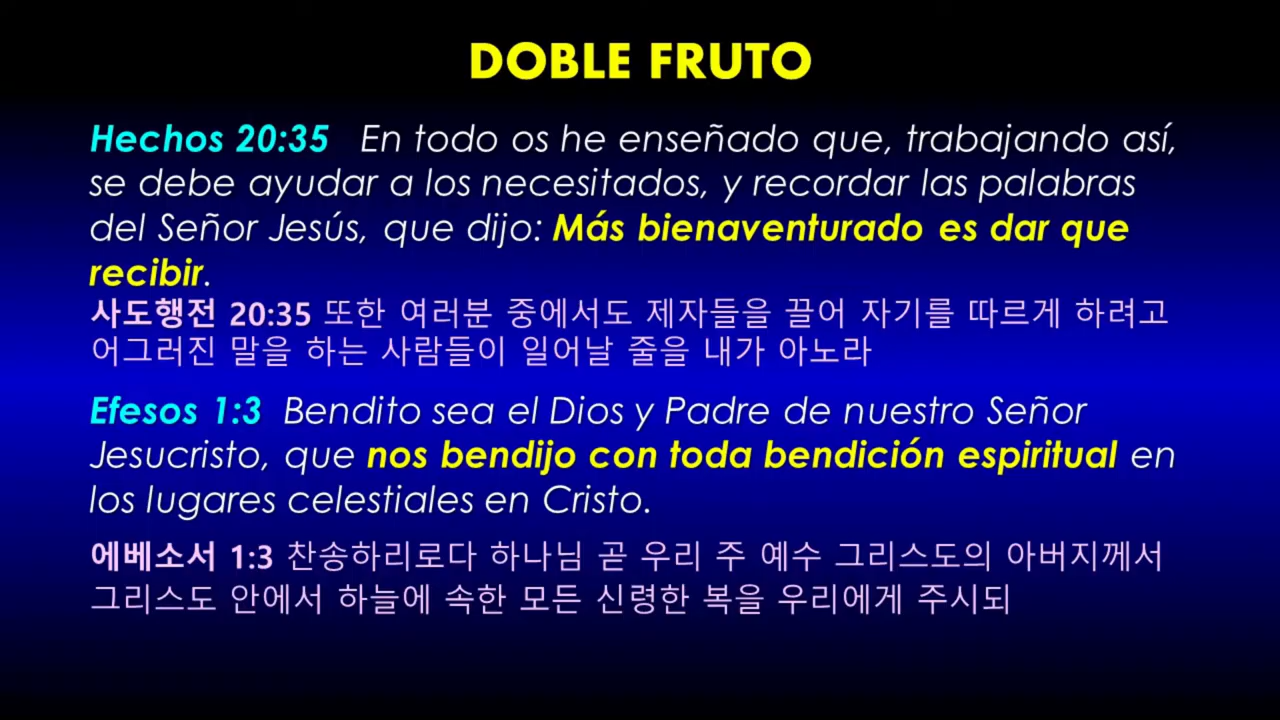 DOBLE FRUTO
Hechos 20:35 En todo os he enseñado que, trabajando así,
se debe ayudar a los necesitados, y recordar las palabras
del Señor Jesús, que dijo: Más bienaventurado es dar que
recibir.
사도행전 20:35 또한 여러분 중에서도 제자들을 끌어 자기를 따르게 하려고
어그러진 말을 하는 사람들이 일어날 줄을 내가 아노라
Efesos 1:3 Bendito sea el Dios y Padre de nuestro Señor
Jesucristo, que nos bendijo con toda bendición espiritual en
los lugares celestiales en Cristo.
에베소서 1:3 찬송하리로다 하나님 곧 우리 주 예수 그리스도의 아버지께서
그리스도 안에서 하늘에 속한 모든 신령한 복을 우리에게 주시되